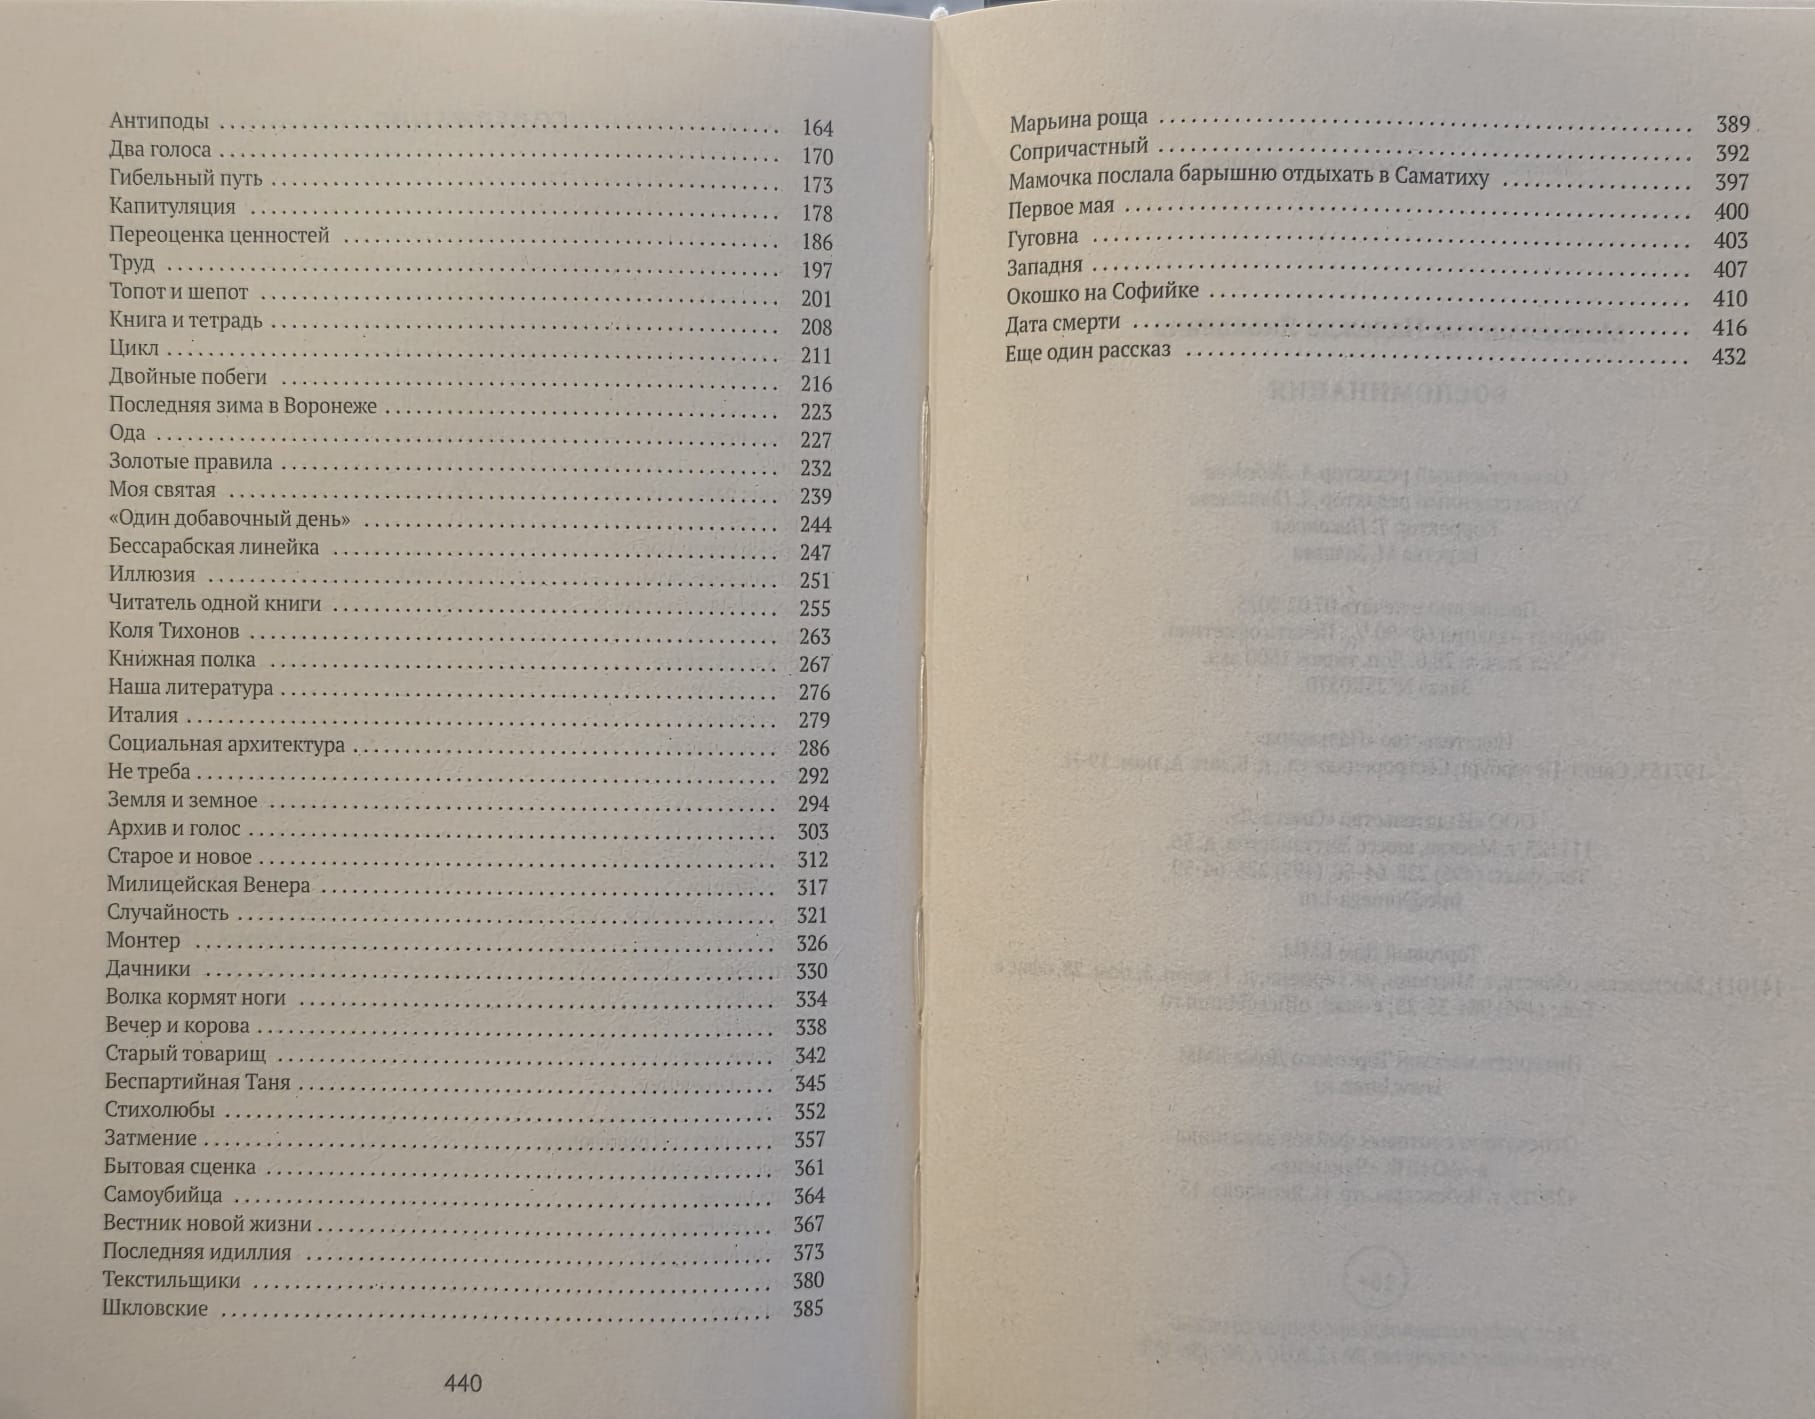 Антиподы ........ 164
Два голоса ........ 170
Гибельный путь ........ 173
Капитуляция ........ 178
Переоценка ценностей ........ 186
Труд ........ 197
Топот и шепот ........ 201
Книга и тетрадь ........ 208
Цикл ........ 211
Двойные побеги ........ 216
Последняя зима в Воронеже ........ 223
Ода ........ 227
Золотые правила ........ 232
Моя святая ........ 239
«Один добавочный день» ........ 244
Бессарабская линейка ........ 247
Иллюзия ........ 251
Читатель одной книги ........ 255
Коля Тихонов ........ 263
Книжная полка ........ 267
Наша литература ........ 276
Италия ........ 279
Социальная архитектура ........ 286
Не треба ........ 292
Земля и земное ........ 294
Архив и голос ........ 303
Старое и новое ........ 312
Милицейская Венера ........ 317
Случайность ........ 321
Монтер ........ 326
Дачники ........ 330
Волка кормят ноги ........ 334
Вечер и корова ........ 338
Старый товарищ ........ 342
Беспартийная Таня ........ 345
Стихолюбы ........ 352
Затмение ........ 357
Бытовая сценка ........ 361
Самоубийца ........ 364
Вестник новой жизни ........ 367
Последняя идиллия ........ 373
Текстильщики ........ 380
Шкловские ........ 385
440
Марьина роща ........ 389
Сопричастный ........ 392
Мамочка послала барышню отдыхать в Саматиху ........ 397
Первое мая ........ 400
Гуговна ........ 403
Западня ........ 407
Окошко на Софийке ........ 410
Дата смерти ........ 416
Еще один рассказ ........ 432